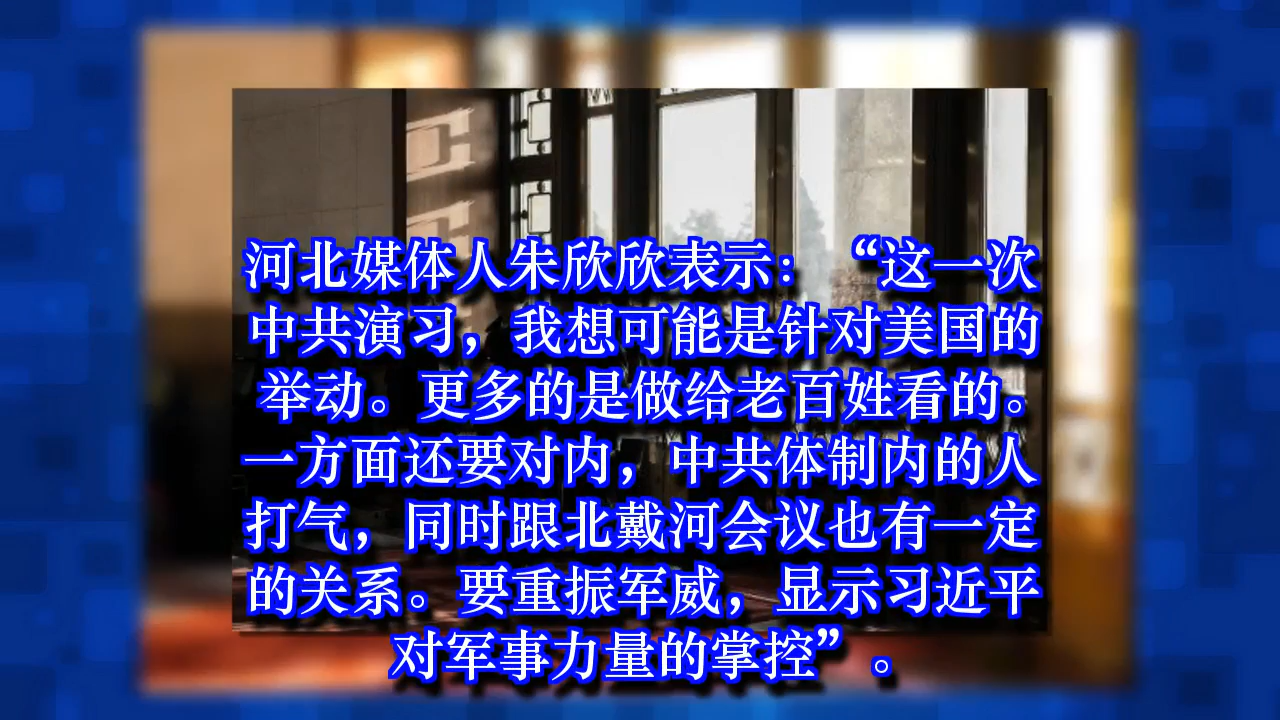 河北媒体人朱欣欣表示：“这一次
中共演习，我想可能是针对美国的
举动。更多的是做给老百姓看的。
一方面还要对内，中共体制内的人
打气，同时跟北戴河会议也有一定
的关系。要重振军威，显示习近平
对军事力量的掌控”。